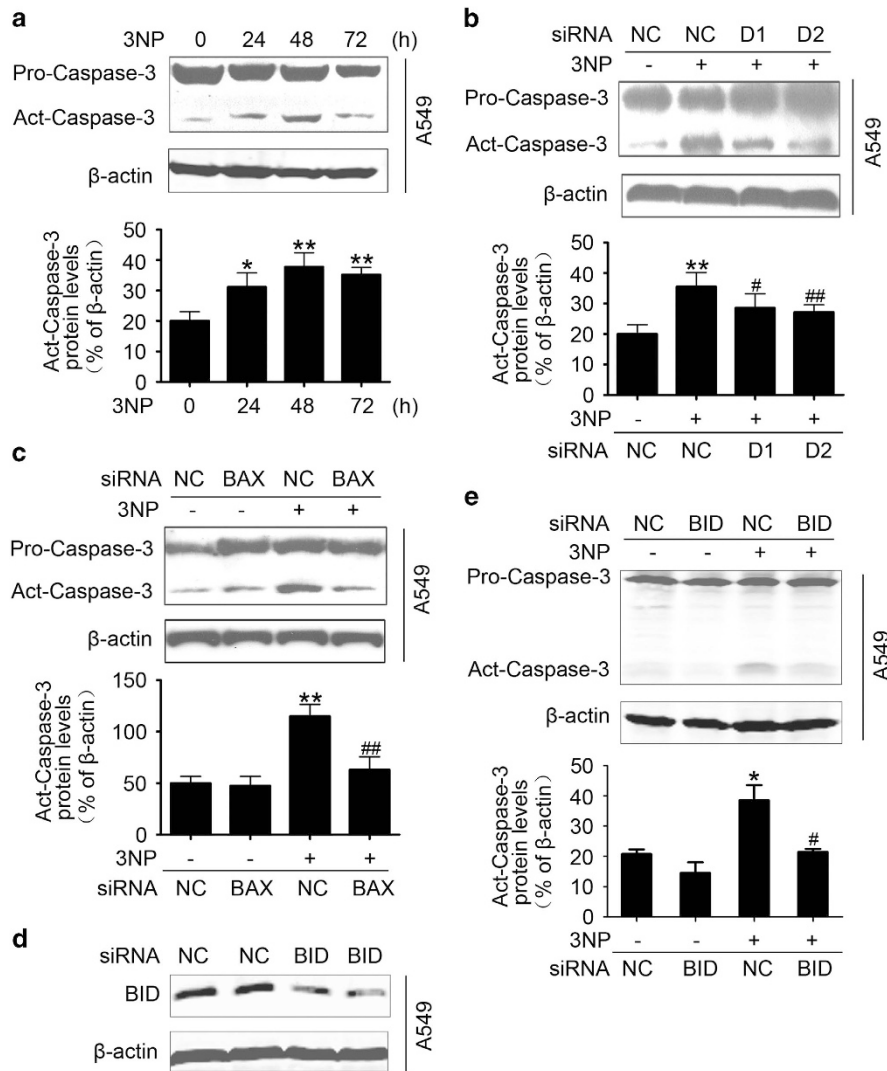 a
3NP 0 24 48 72 (h)
Pro-Caspase-3
Act-Caspase-3
β-actin
A549
Act-Caspase-3
protein levels
(% of β-actin)
50
40
30
20
10
0
* ** **
3NP 0 24 48 72 (h)
b
siRNA NC NC D1 D2
3NP - + + +
Pro-Caspase-3
Act-Caspase-3
β-actin
A549
Act-Caspase-3
protein levels
(% of β-actin)
50
40
30
20
10
0
** # ##
3NP - + + +
siRNA NC NC D1 D2
c
siRNA NC BAX NC BAX
3NP - - + +
Pro-Caspase-3
Act-Caspase-3
β-actin
A549
Act-Caspase-3
protein levels
(% of β-actin)
150
100
50
0
** ##
3NP - - + +
siRNA NC BAX NC BAX
d
siRNA NC NC BID BID
BID
β-actin
A549
e
siRNA NC BID NC BID
3NP - - + +
Pro-Caspase-3
Act-Caspase-3
β-actin
A549
Act-Caspase-3
protein levels
(% of β-actin)
50
40
30
20
10
0
* #
3NP - - + +
siRNA NC BID NC BID